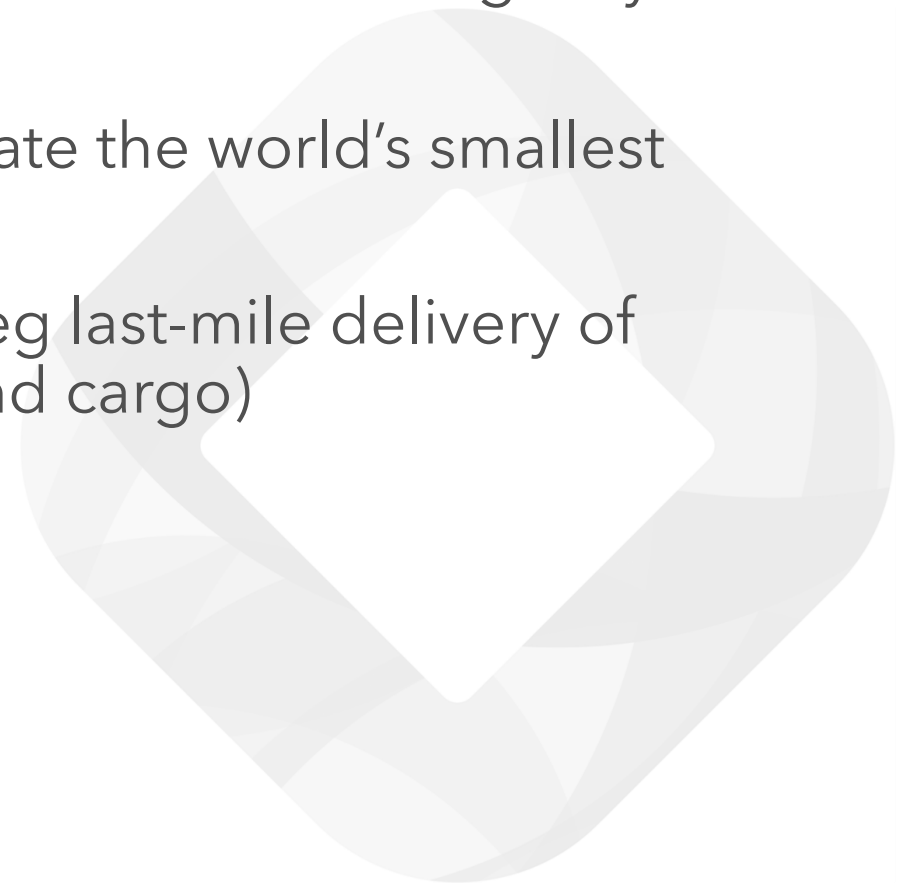 ate the world’s smallest
eg last-mile delivery of
nd cargo)